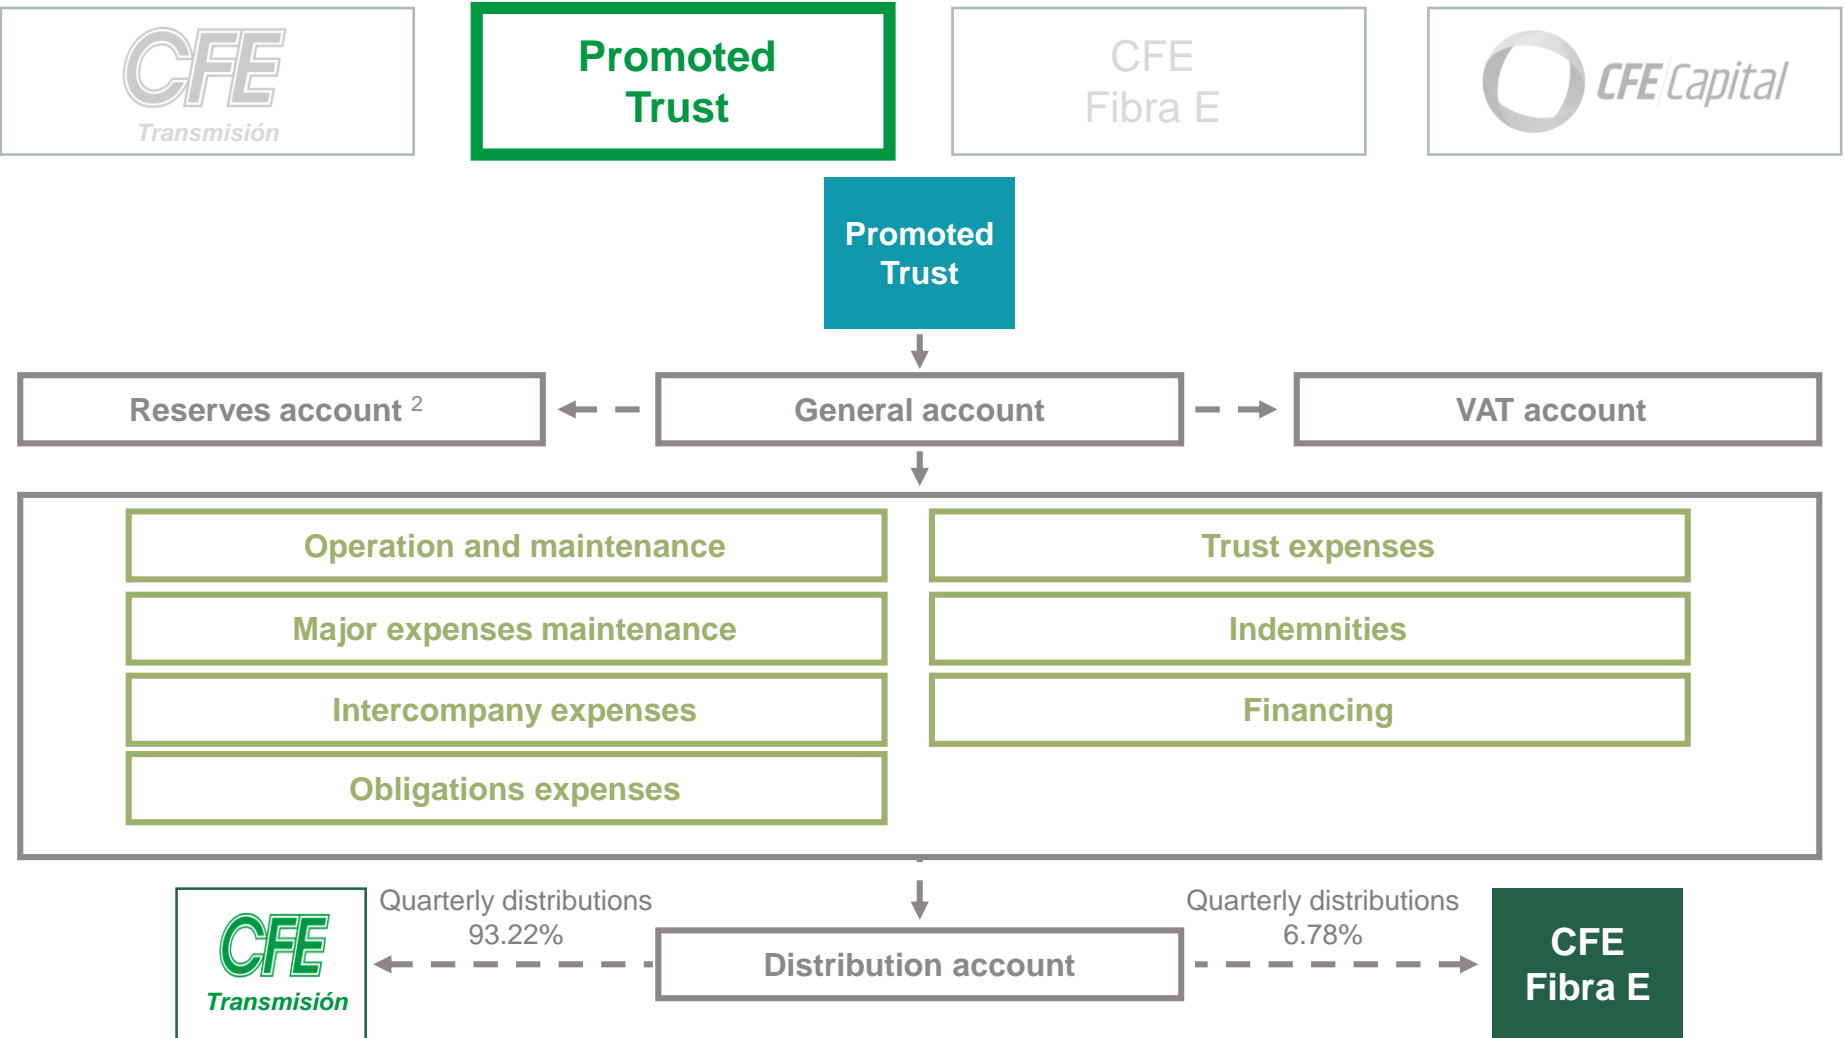 CFE
Transmisión
Promoted
Trust
CFE
Fibra E
CFE Capital
Promoted
Trust
Reserves account 2
General account
VAT account
Operation and maintenance
Trust expenses
Major expenses maintenance
Indemnities
Intercompany expenses
Financing
Obligations expenses
Quarterly distributions
93.22%
Quarterly distributions
6.78%
CFE
Transmisión
Distribution account
CFE
Fibra E